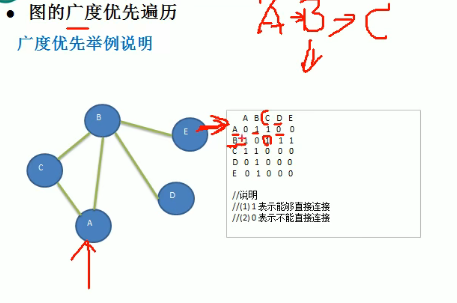 ● 图的广度优先遍历
A→B→C
广度优先举例说明
B
E
C
D
A
A B C D E
A 0 1 1 0 0
B 1 0 1 1
C 1 1 0 0 0
D 0 1 0 0 0
E 0 1 0 0 0
//说明
//(1) 1 表示能够直接连接
//(2) 0 表示不能直接连接